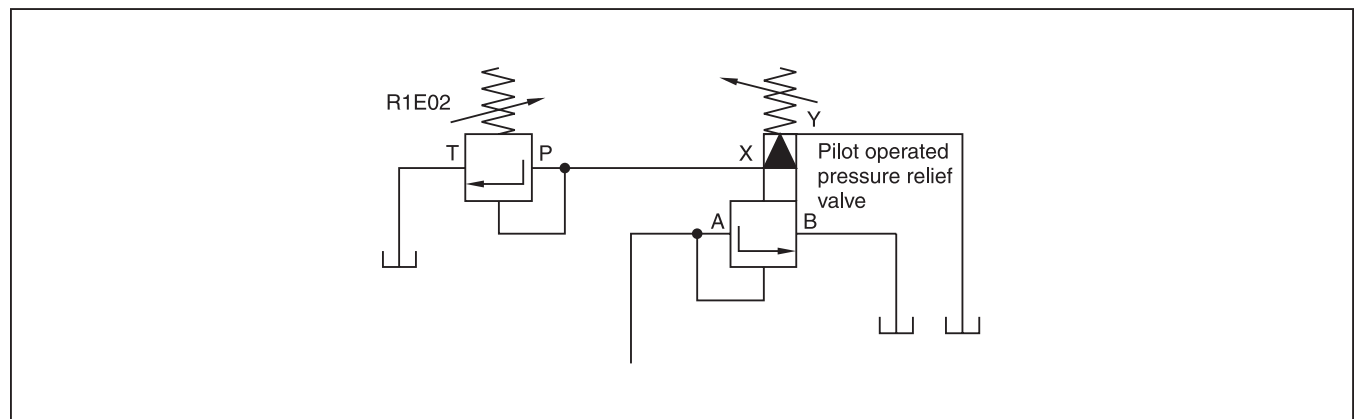 R1E02
T
P
X
Y
Pilot operated
pressure relief
valve
A
B